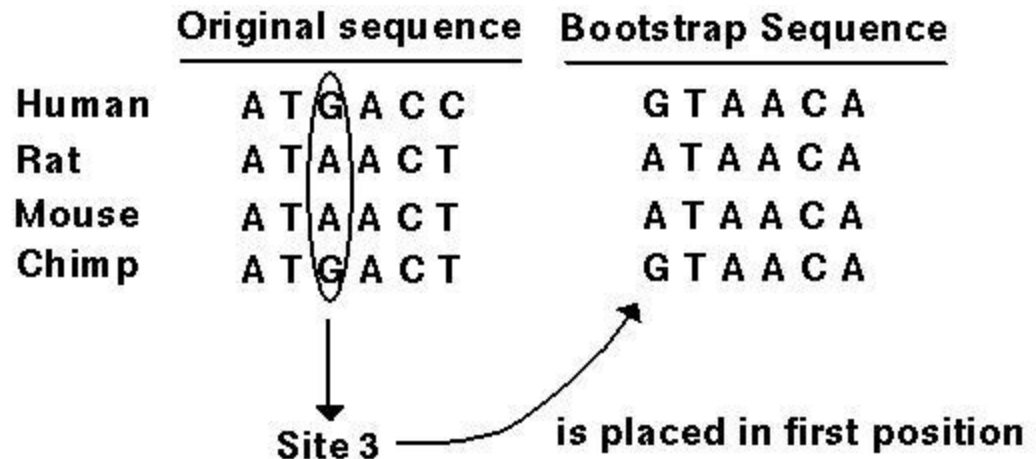 Original sequence Bootstrap Sequence
Human A T G A C C G T A A C A
Rat A T A A C T A T A A C A
Mouse A T A A C T A T A A C A
Chimp A T G A C T G T A A C A
Site 3 is placed in first position